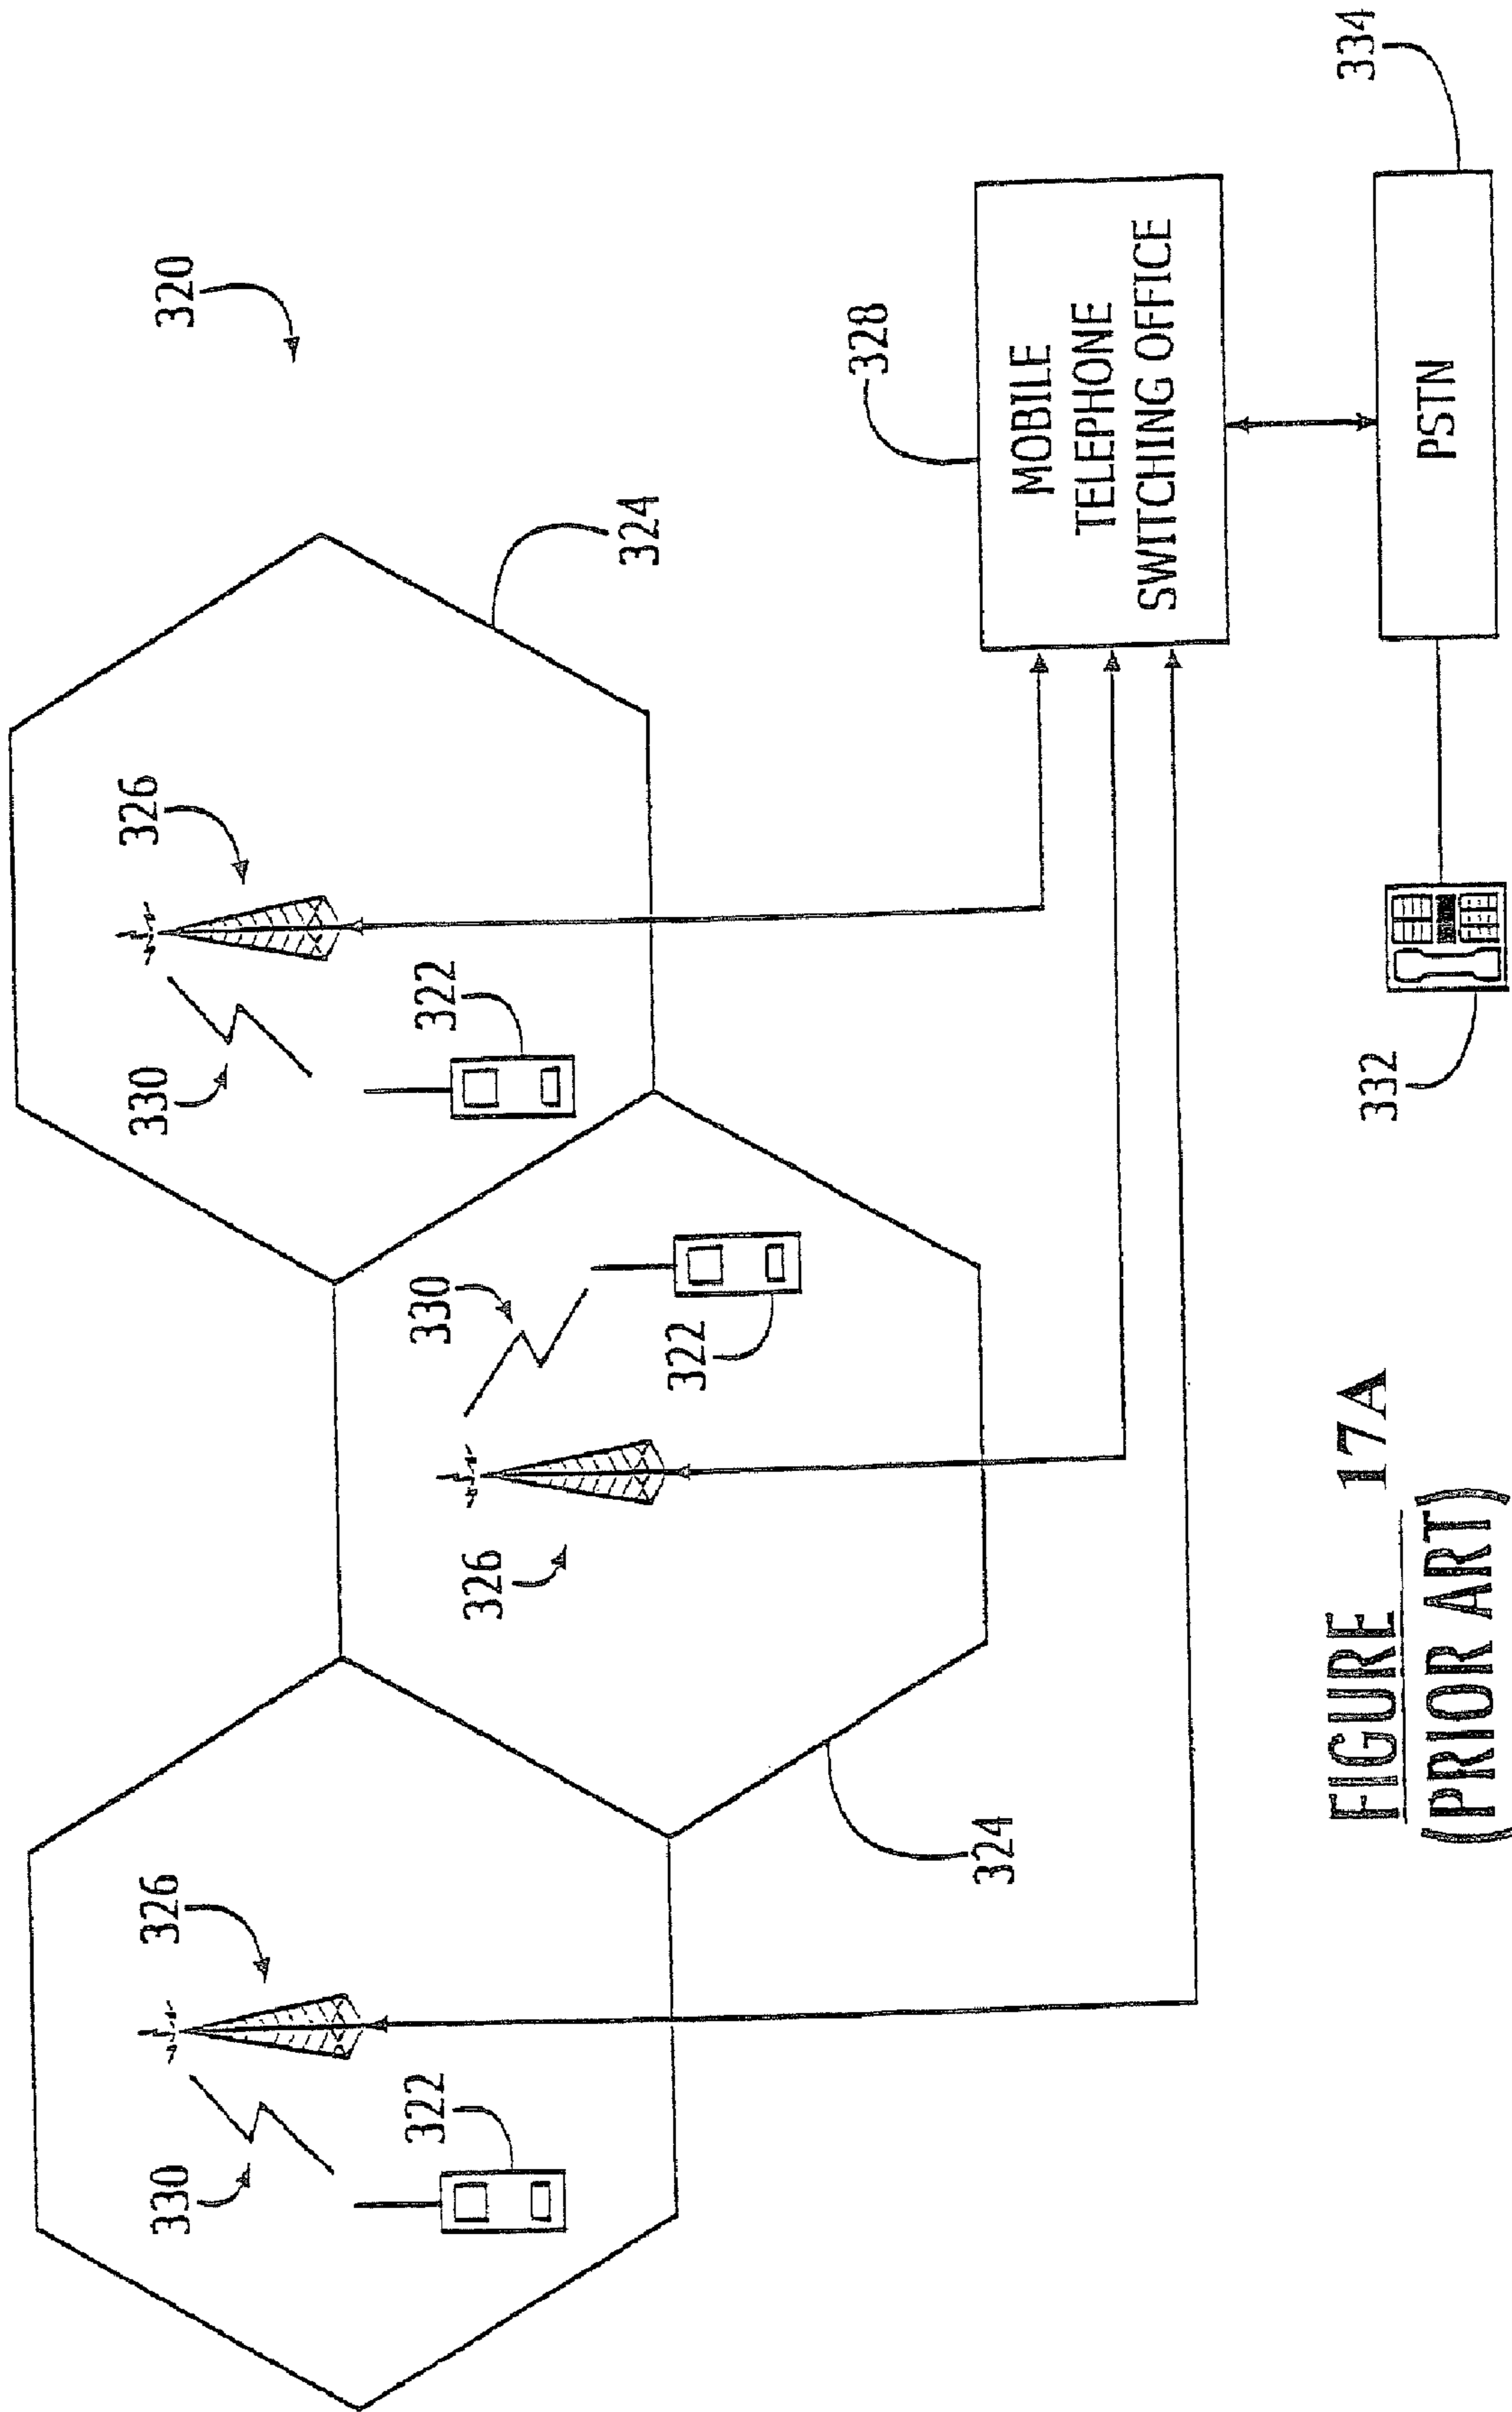 320
326
330
322
324
326
330
322
326
330
322
324
328
MOBILE
TELEPHONE
SWITCHING OFFICE
332
PSTN
334
FIGURE 17A
(PRIOR ART)